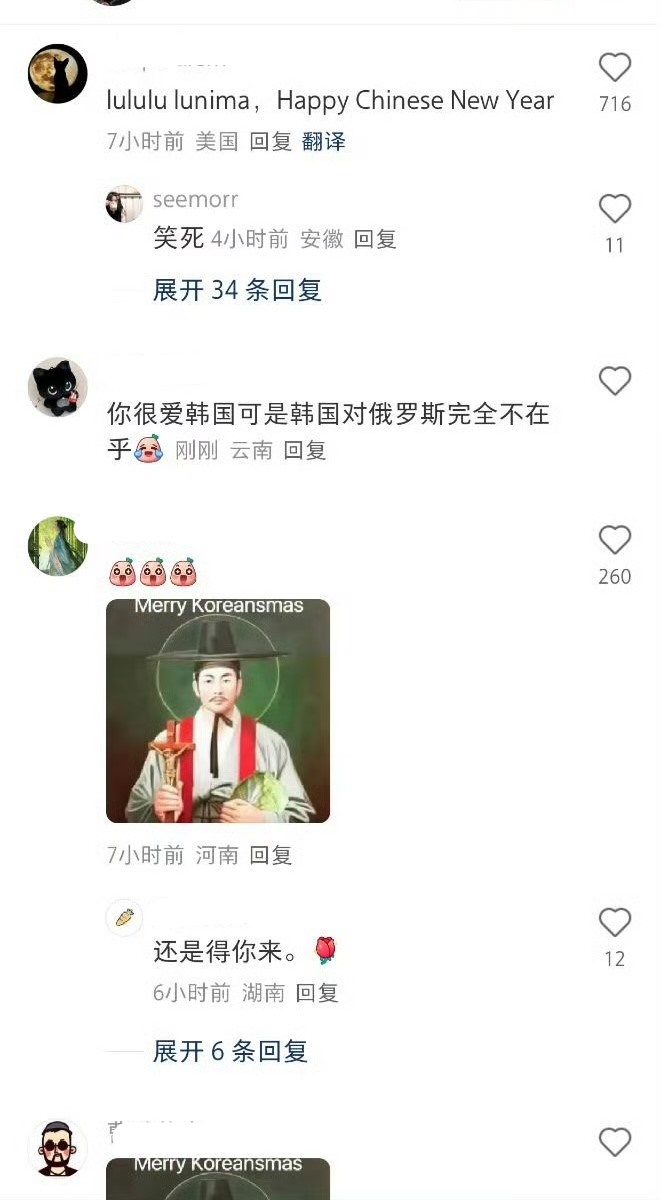 lululu lunima，Happy Chinese New Year
716
7小时前 美国 回复 翻译
seemorr
笑死 4小时前 安徽 回复
11
展开 34 条回复
你很爱韩国可是韩国对俄罗斯完全不在
乎 刚刚 云南 回复
260
Merry Koreansmas
7小时前 河南 回复
还是得你来。
12
6小时前 湖南 回复
展开 6 条回复
Merry Koreansmas